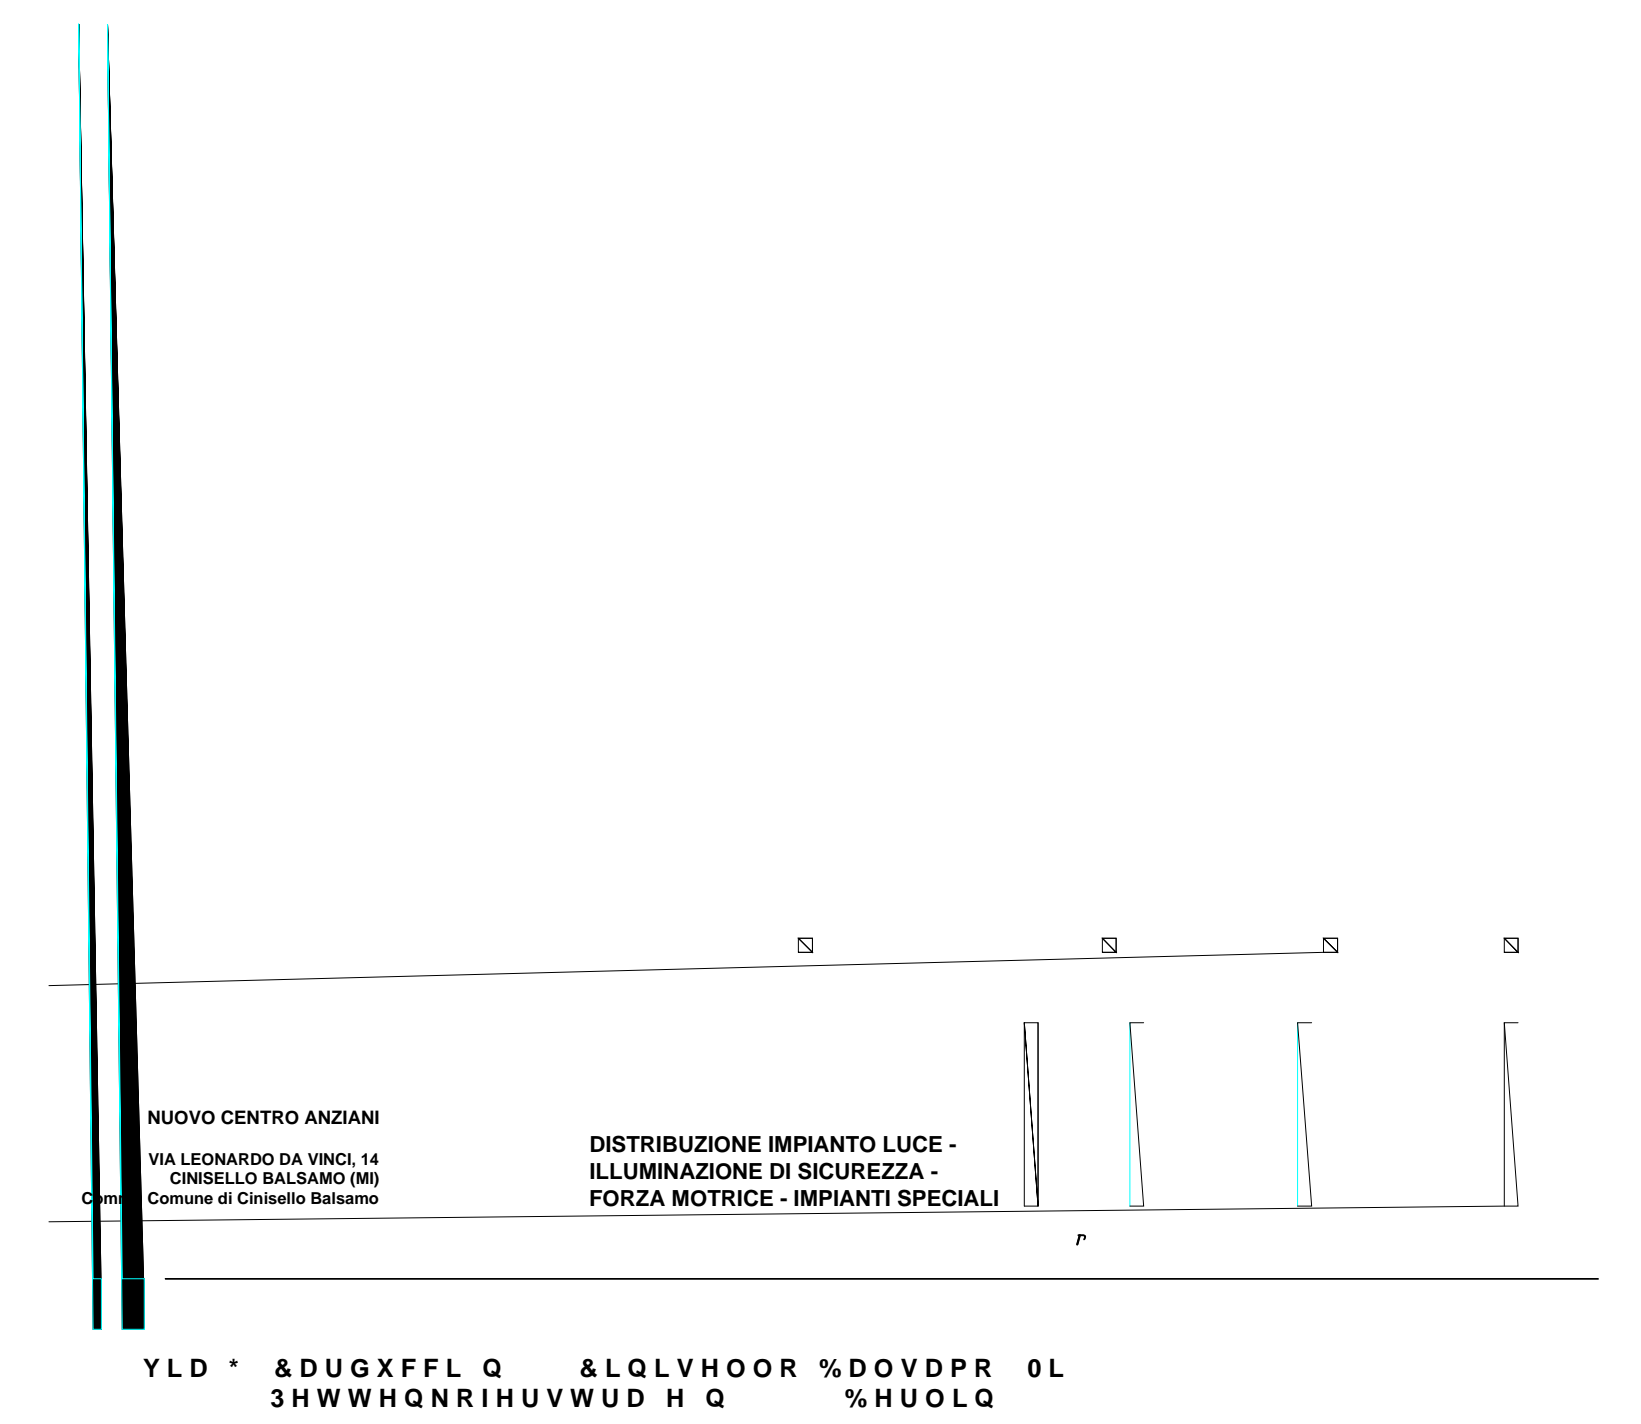 NUOVO CENTRO ANZIANI
VIA LEONARDO DA VINCI, 14
CINISELLO BALSAMO (MI)
Comune di Cinisello Balsamo
DISTRIBUZIONE IMPIANTO LUCE -
ILLUMINAZIONE DI SICUREZZA -
FORZA MOTRICE - IMPIANTI SPECIALI
r
YLD * &DUGXFFL Q &LQLVHOOR %DOVDPR 0L
3HWWHQNRIHUVWUD H Q %HUOLQ